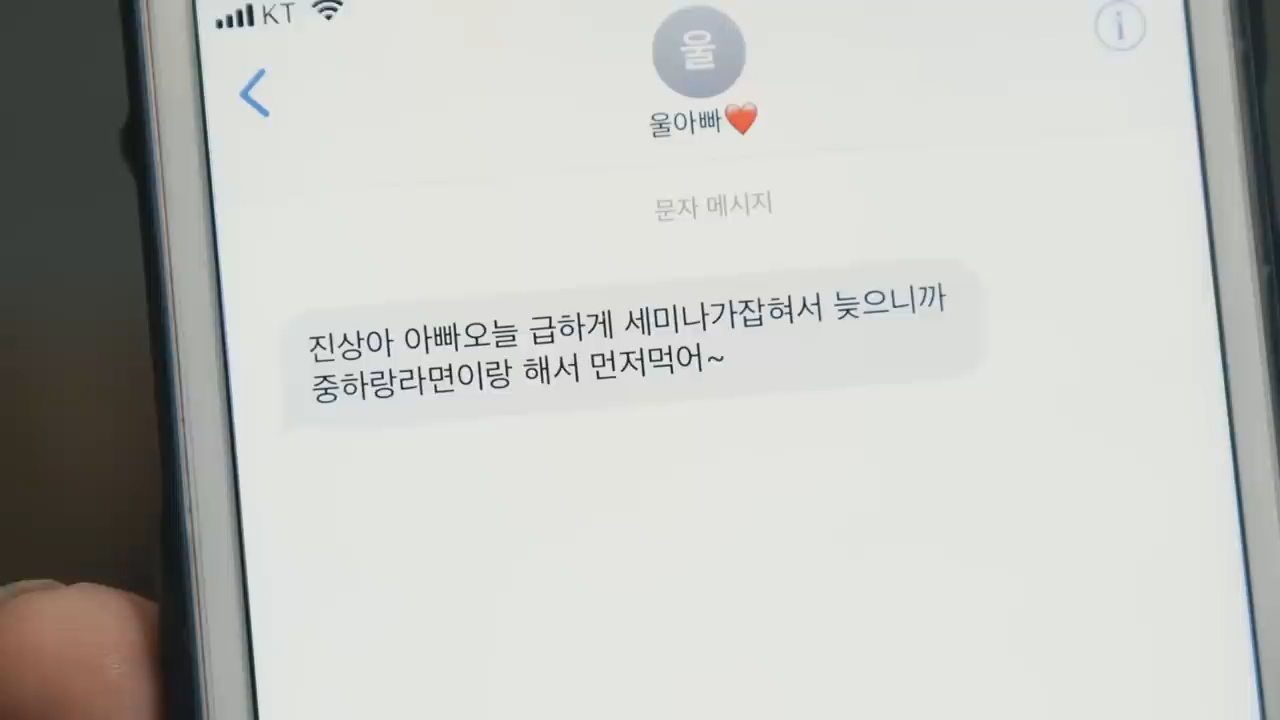 KT
울
울아빠❤️
문자 메시지
진상아 아빠오늘 급하게 세미나가잡혀서 늦으니까
중하랑라면이랑 해서 먼저먹어~